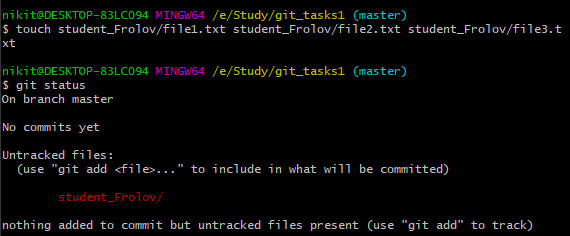 nikit@DESKTOP-83LCO94 MINGW64 /e/Study/git_tasks1 (master)
$ touch student_Frolov/file1.txt student_Frolov/file2.txt student_Frolov/file3.t
xt
nikit@DESKTOP-83LCO94 MINGW64 /e/Study/git_tasks1 (master)
$ git status
On branch master
No commits yet
Untracked files:
(use "git add <file>..." to include in what will be committed)
student_Frolov/
nothing added to commit but untracked files present (use "git add" to track)